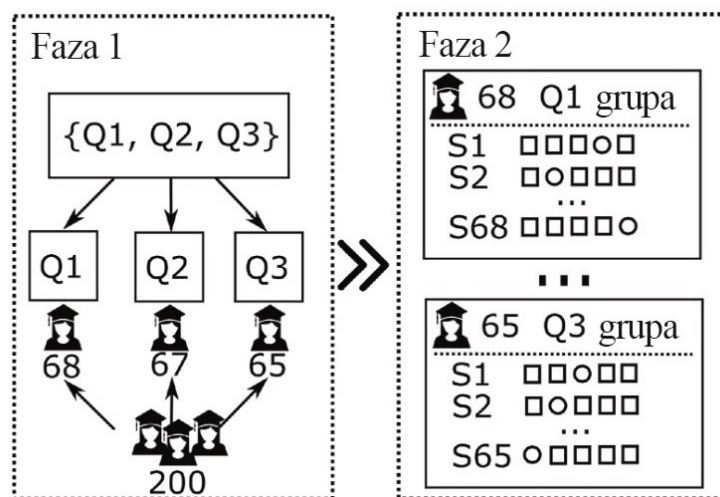 Faza 1
{Q1, Q2, Q3}
Q1 Q2 Q3
68 67 65
200
Faza 2
68 Q1 grupa
S1
S2
...
S68
...
65 Q3 grupa
S1
S2
...
S65